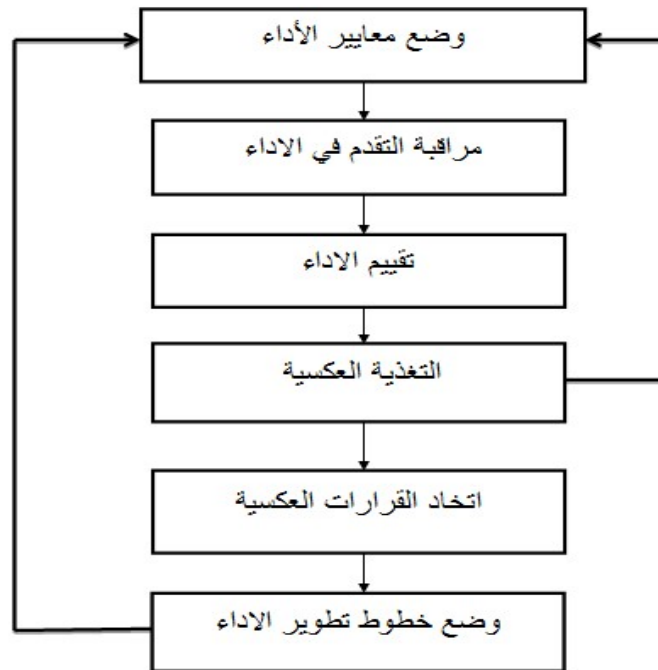 وضع معايير الأداء
مراقبة التقدم في الاداء
تقييم الاداء
التغذية العكسية
اتخاد القرارات العكسية
وضع خطوط تطوير الاداء